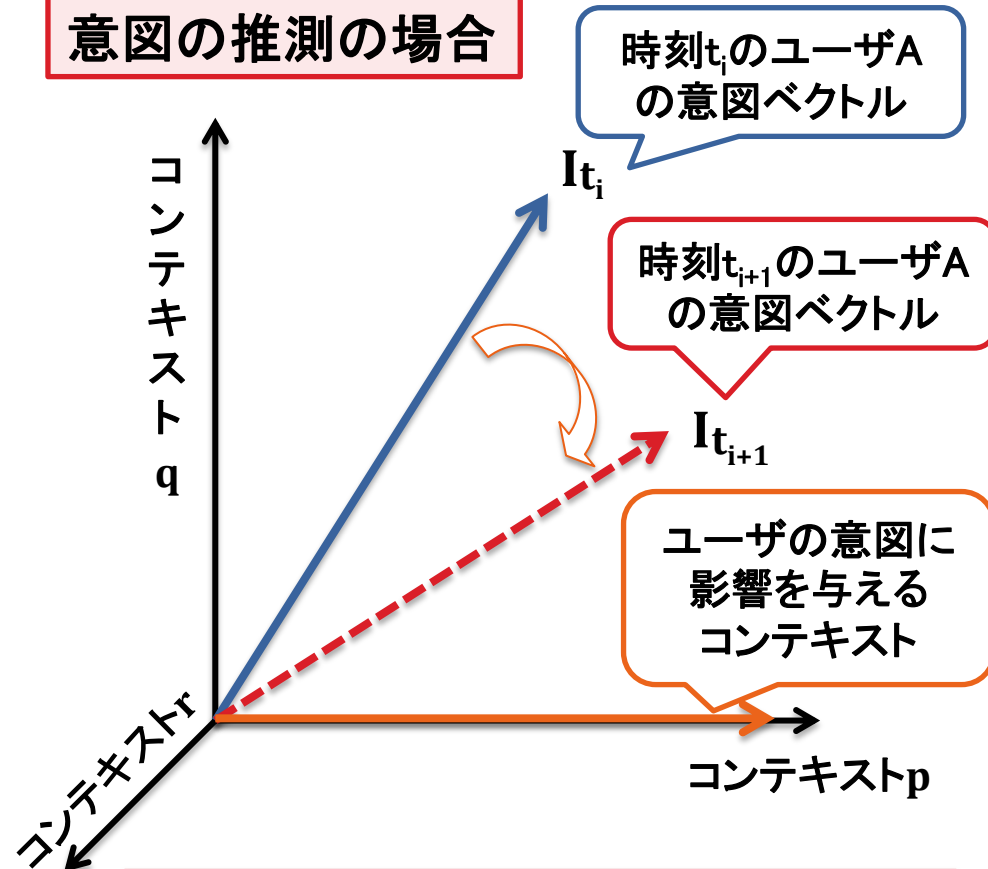 意図の推測の場合
時刻tiのユーザA
の意図ベクトル
Iti
時刻ti+1のユーザA
の意図ベクトル
Iti+1
ユーザの意図に
影響を与える
コンテキスト
コンテキストq
コンテキストr
コンテキストp